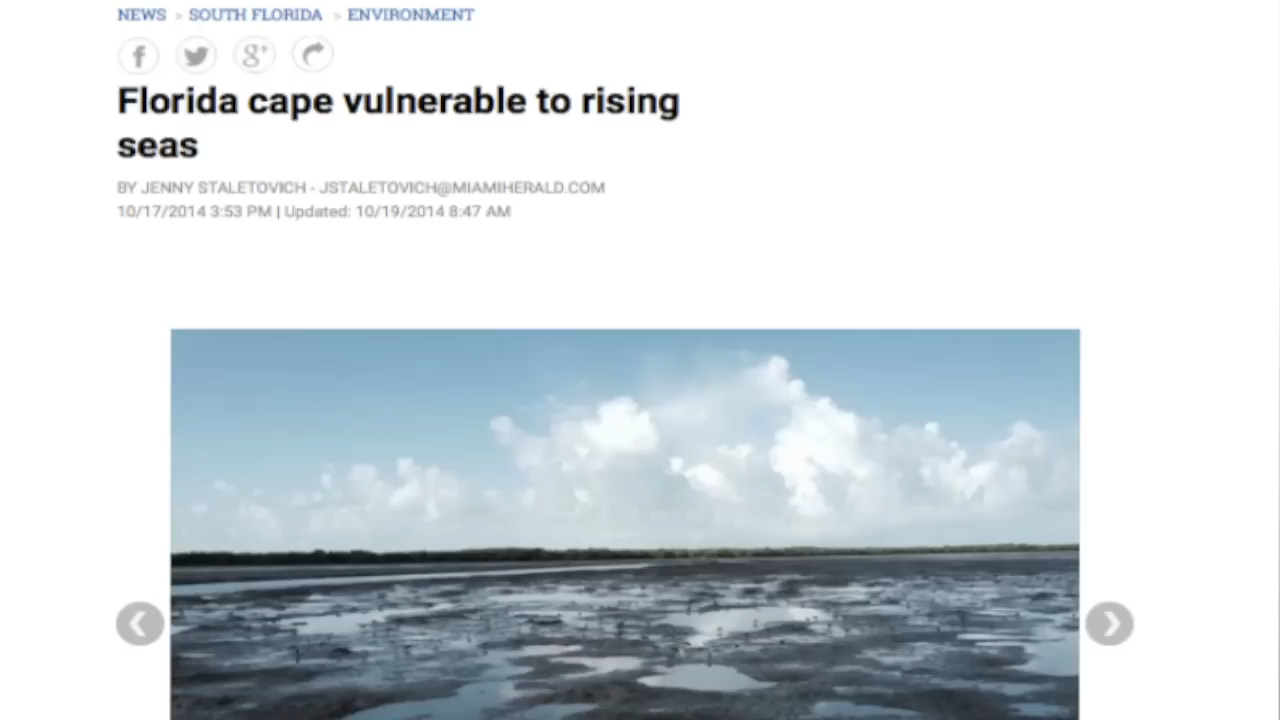 NEWS > SOUTH FLORIDA > ENVIRONMENT
f g+
Florida cape vulnerable to rising
seas
BY JENNY STALETOVICH - JSTALETOVICH@MIAMIHERALD.COM
10/17/2014 3:53 PM | Updated: 10/19/2014 8:47 AM